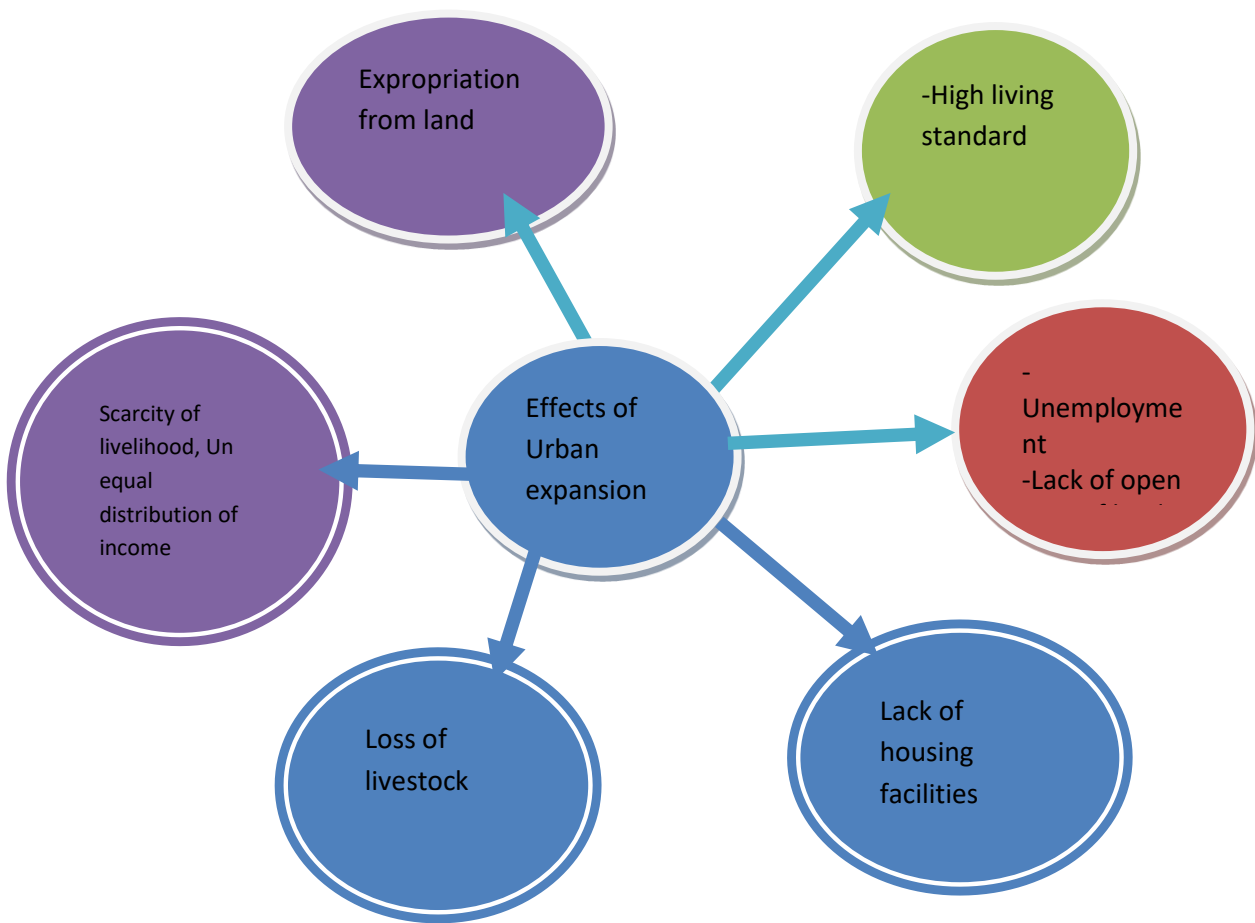 Expropriation
from land
-High living
standard
Scarcity of
livelihood, Un
equal
distribution of
income
Effects of
Urban
expansion
-
Unemployme
nt
-Lack of open
Loss of
livestock
Lack of
housing
facilities